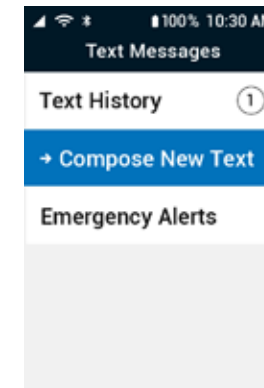 100% 10:30 AM
Text Messages
Text History 1
→ Compose New Text
Emergency Alerts